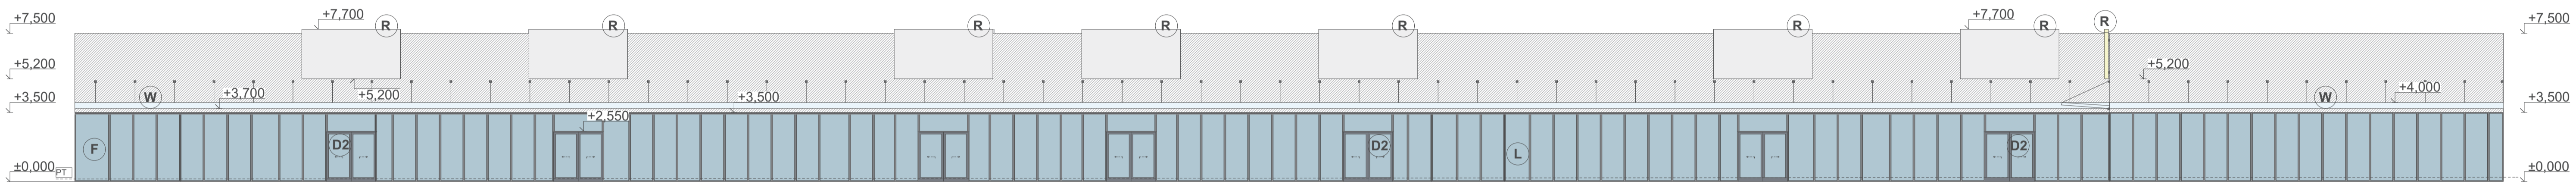 +7,500
+7,700
R
R
R
R
R
R
+7,700
R
R
+7,500
+5,200
+5,200
+3,500
W
+3,700
+5,200
+3,500
W
+4,000
+3,500
+2,550
F
D2
D2
L
D2
±0,000
PT
±0,000